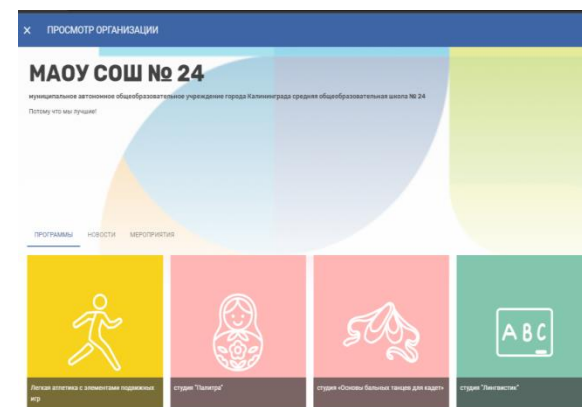 × ПРОСМОТР ОРГАНИЗАЦИИ
МАОУ СОШ № 24
муниципальное автономное общеобразовательное учреждение города Калининграда средняя общеобразовательная школа № 24
Потому что мы лучшие!
ПРОГРАММЫ НОВОСТИ МЕРОПРИЯТИЯ
A B C
Легкая атлетика с элементами подвижных
игр
студия "Палитра"
студия «Основы бальных танцев для кадет»
студия "Лингвистик"